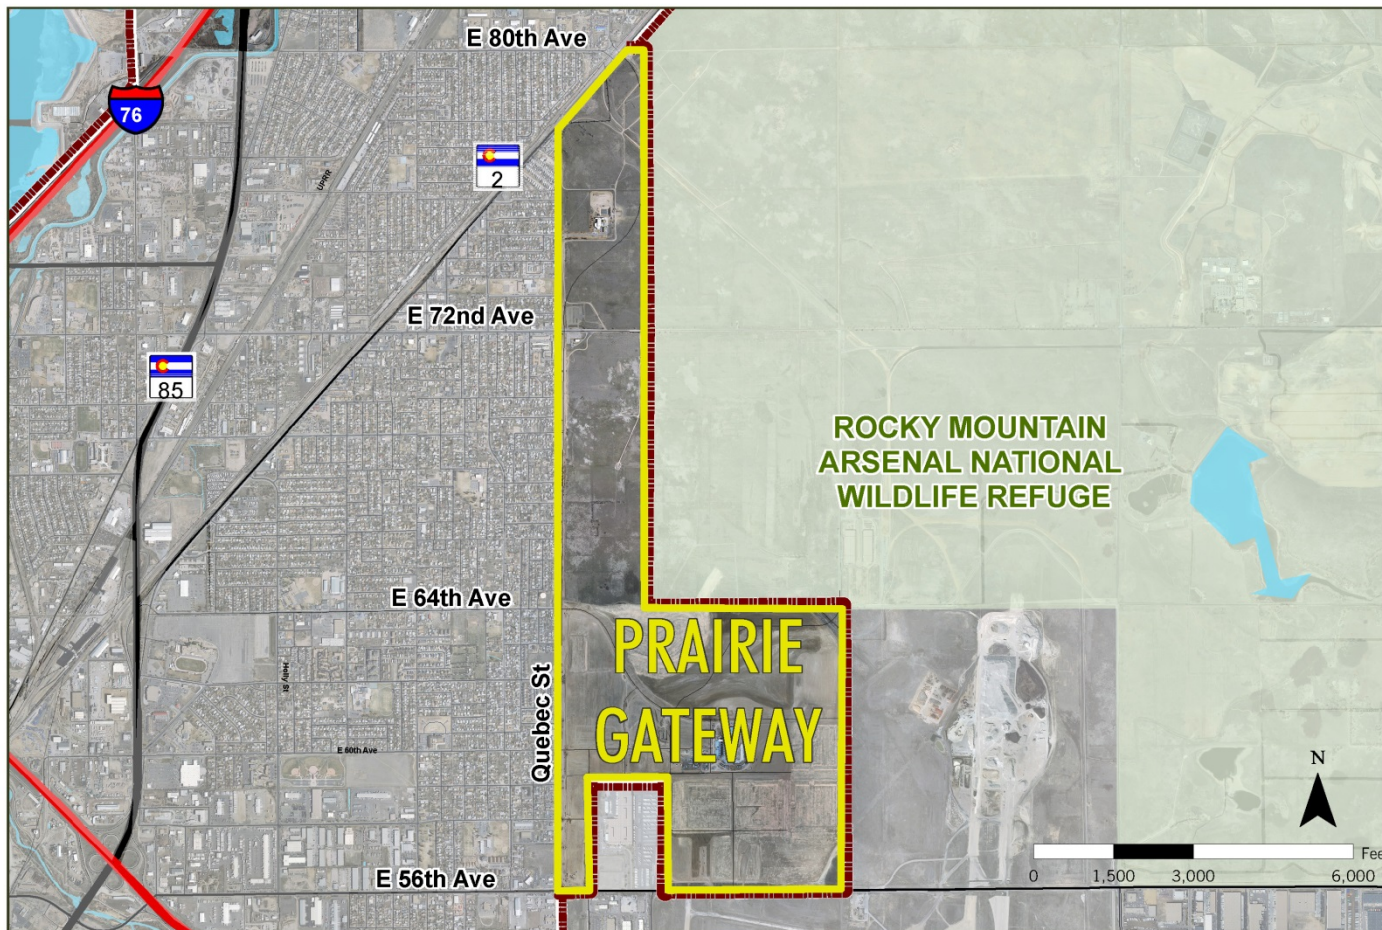 E 80th Ave
76
2
UPRR
E 72nd Ave
85
ROCKY MOUNTAIN
ARSENAL NATIONAL
WILDLIFE REFUGE
E 64th Ave
PRAIRIE
GATEWAY
Holly St
Quebec St
E 60th Ave
N
Fee
0 1,500 3,000 6,000
E 56th Ave